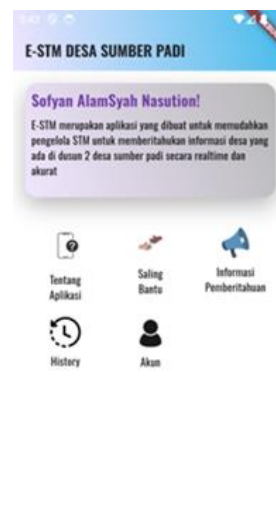 E-STM DESA SUMBER PADI
Sofyan AlamSyah Nasution!
E-STM merupakan aplikasi yang dibuat untuk memudahkan
pengelola STM untuk memberitahukan informasi desa yang
ada di dusun 2 desa sumber padi secara realtime dan
akurat
Tentang
Aplikasi
Saling
Bantu
Informasi
Pemberitahuan
History
Akun